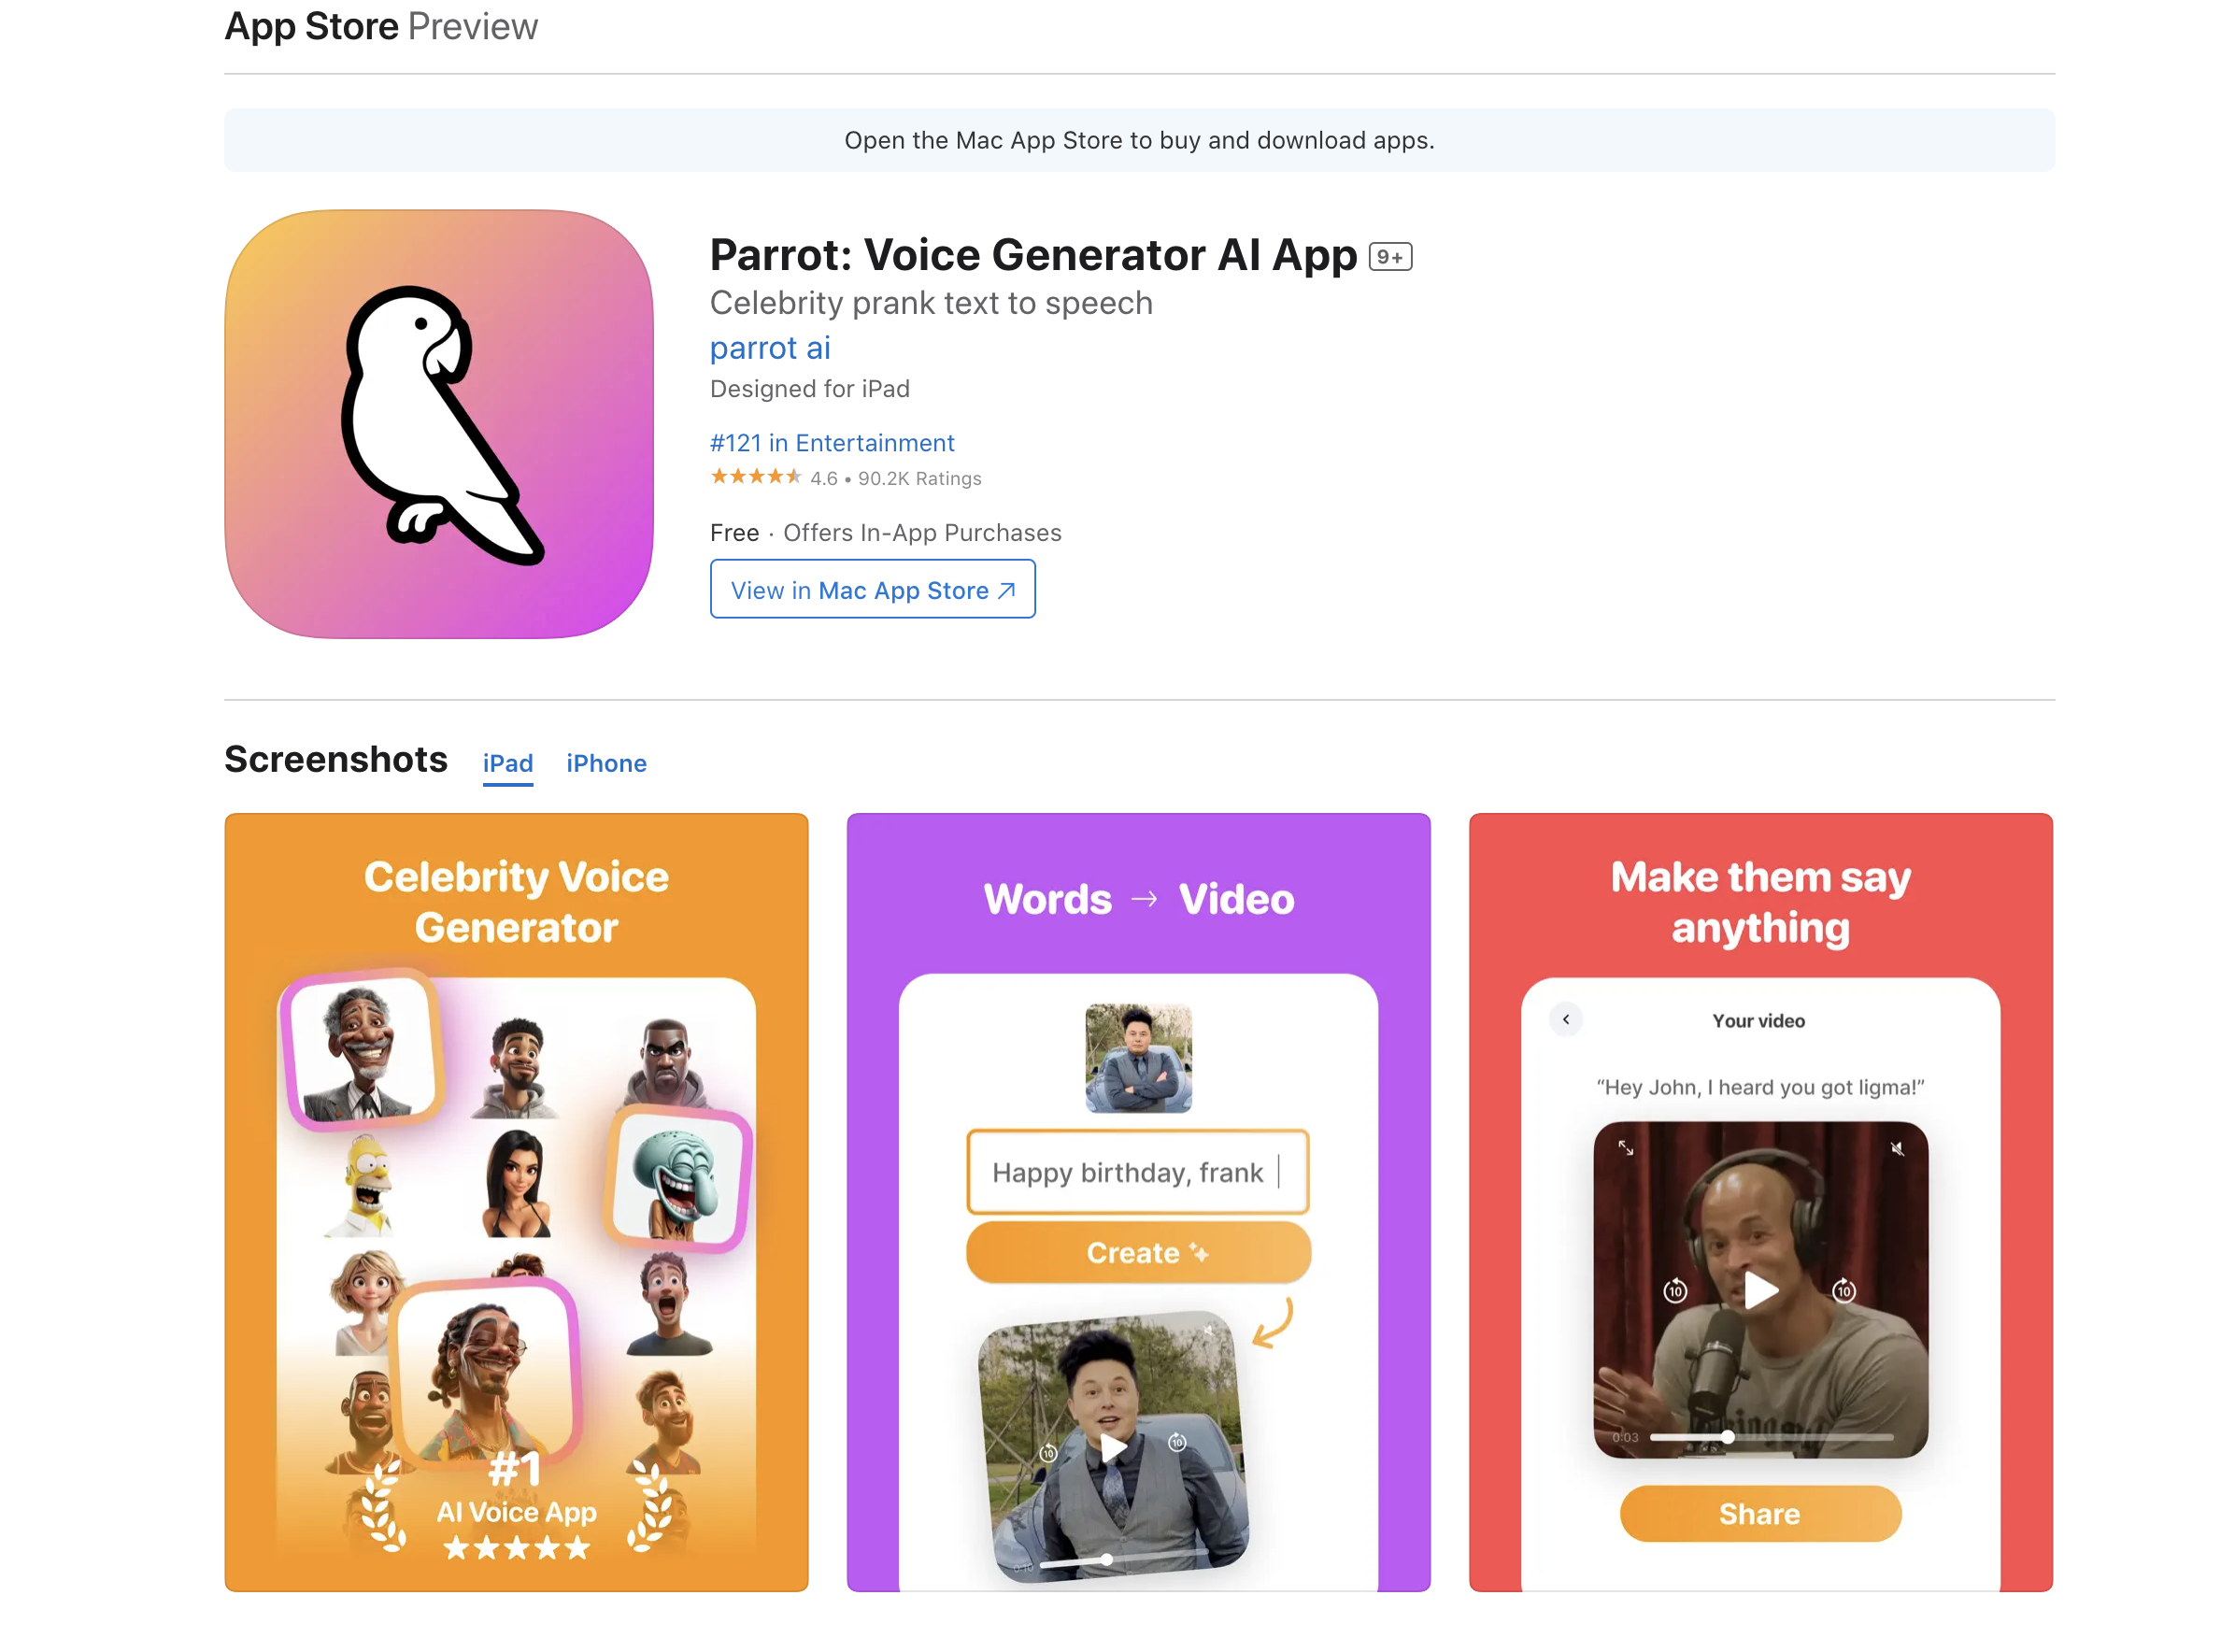 App Store Preview
Open the Mac App Store to buy and download apps.
Parrot: Voice Generator AI App 9+
Celebrity prank text to speech
parrot ai
Designed for iPad
#121 in Entertainment
4.6 • 90.2K Ratings
Free · Offers In-App Purchases
View in Mac App Store
Screenshots iPad iPhone
Celebrity Voice
Generator
#1
AI Voice App
Words → Video
Happy birthday, frank
Create
10
10
Make them say
anything
Your video
“Hey John, I heard you got ligma!”
10
10
0:03
Share